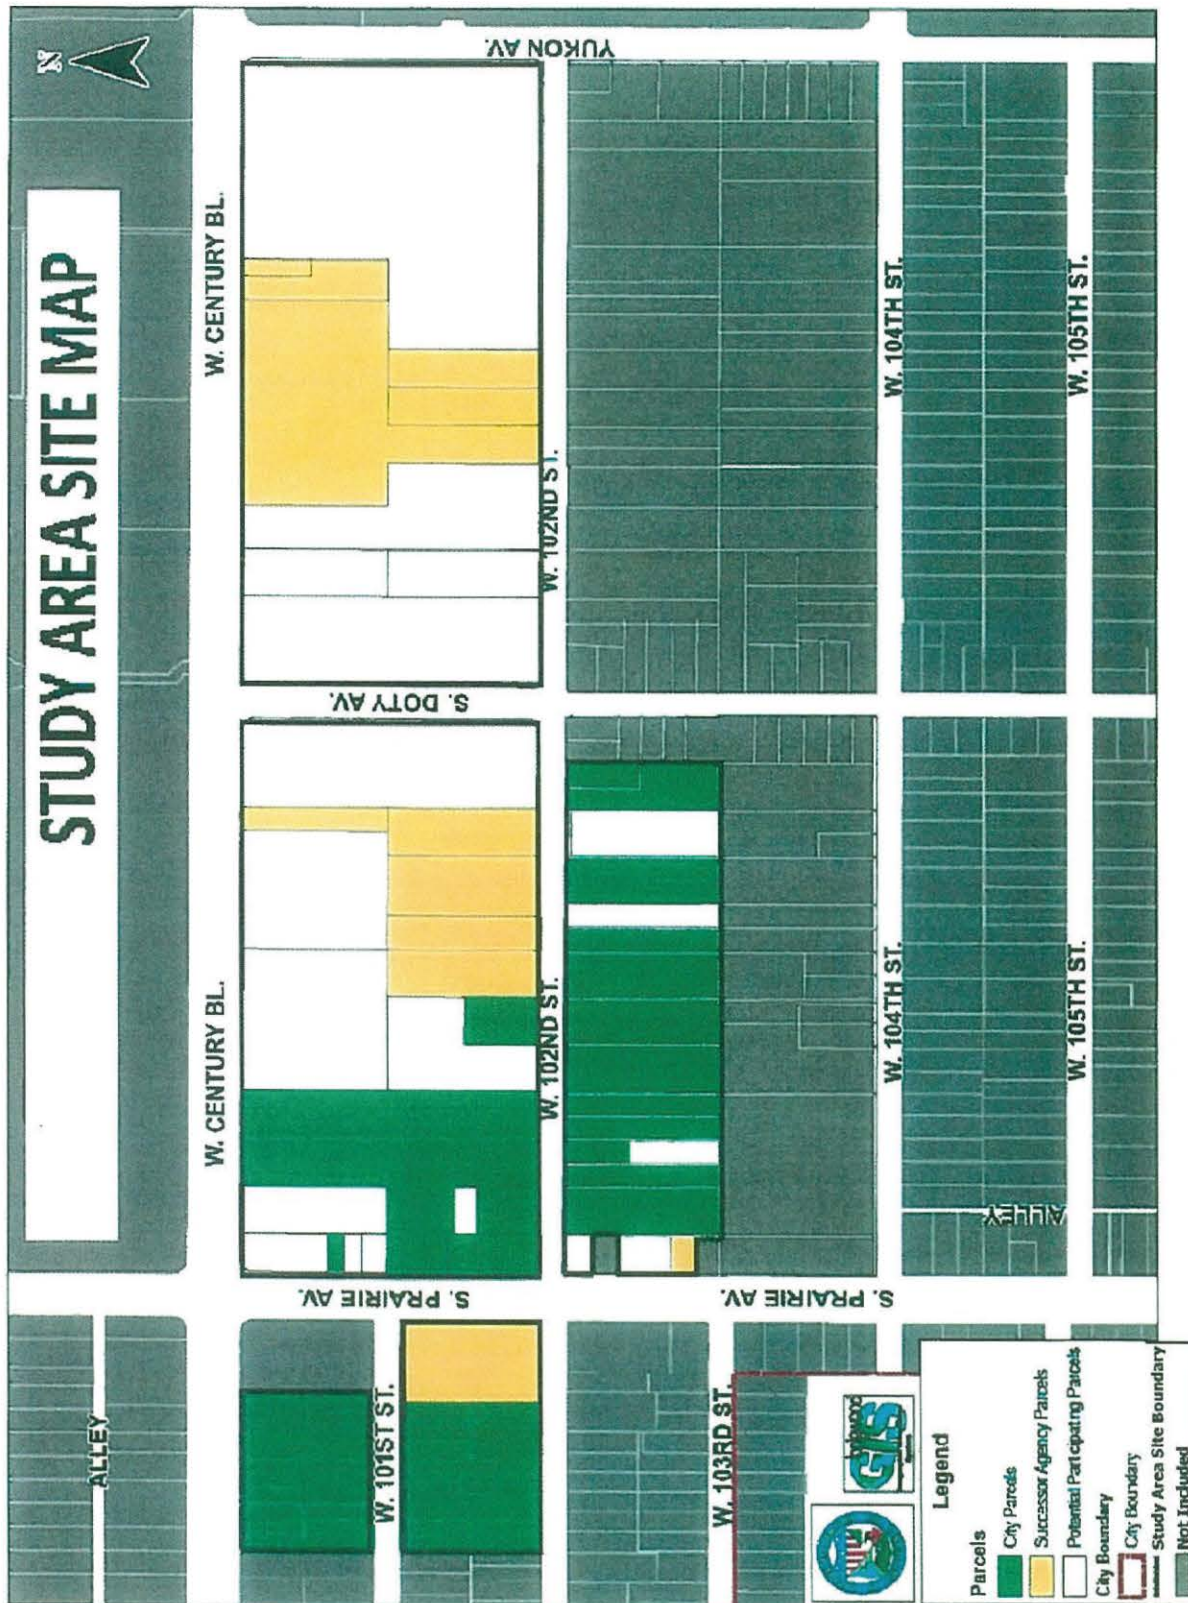 STUDY AREA SITE MAP
N
YUKON AV.
W. CENTURY BL.
W. CENTURY BL.
S. DOTY AV.
W. 102ND ST.
W. 102ND ST.
W. 104TH ST.
W. 104TH ST.
W. 105TH ST.
W. 105TH ST.
ALLEY
S. PRAIRIE AV.
S. PRAIRIE AV.
ALLEY
W. 101ST ST.
W. 103RD ST.
GIS
Legend
Parcels
City Parcels
Successor Agency Parcels
Potential Participating Parcels
City Boundary
City Boundary
Study Area Site Boundary
Not Included